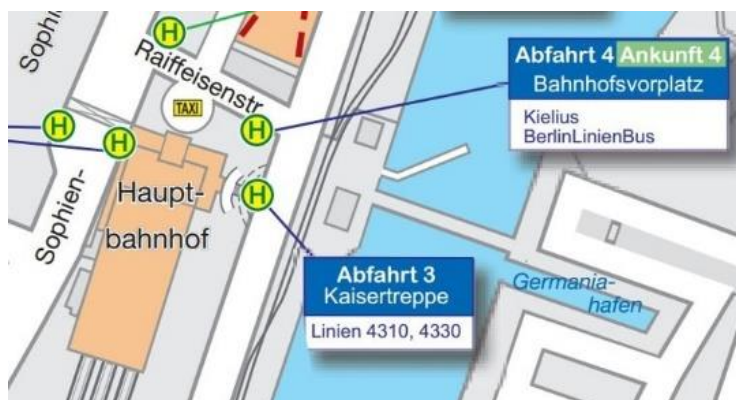 Sophien-
H
Raiffeisenstr.
TAXI
H
H
H
H
Haupt-
bahnhof
Sophien-
Abfahrt 4 Ankunft 4
Bahnhofsvorplatz
Kielius
BerlinLinienBus
Abfahrt 3
Kaisertreppe
Linien 4310, 4330
Germania-
hafen